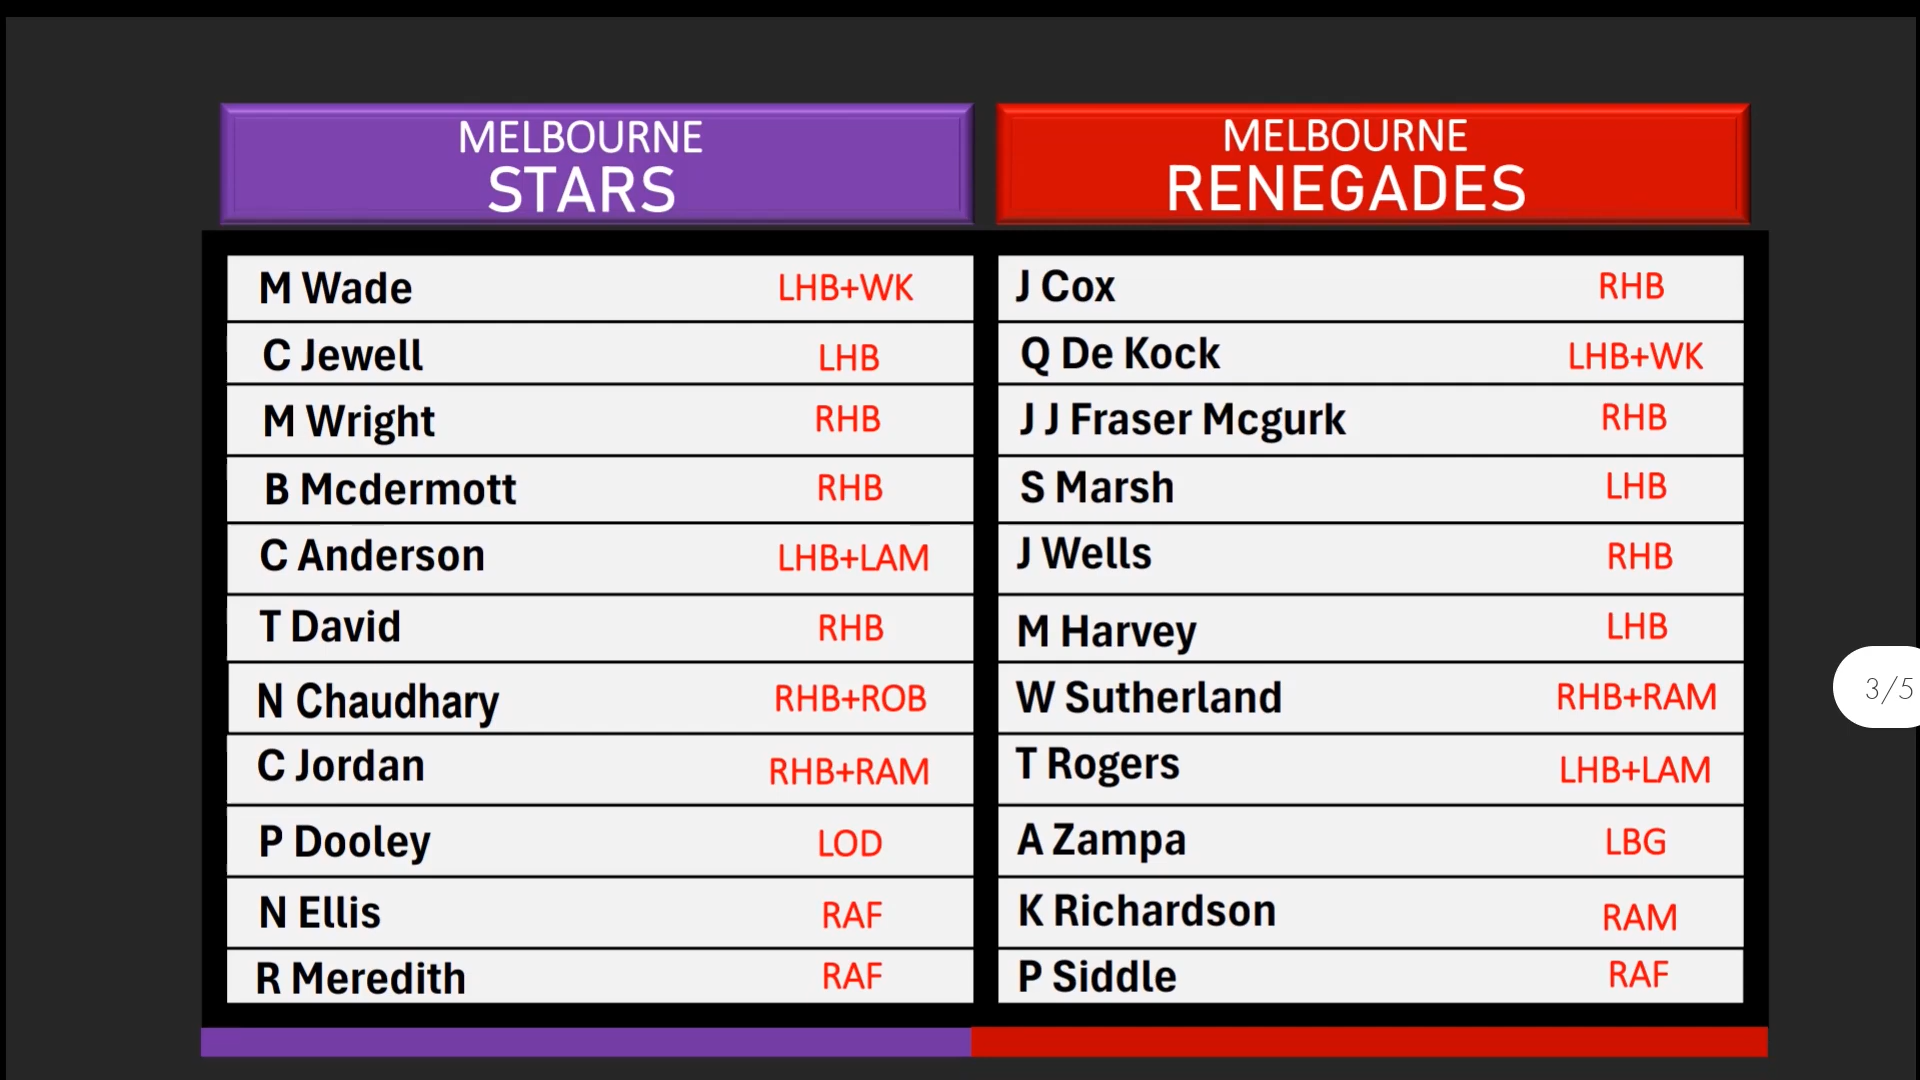 MELBOURNE
STARS
MELBOURNE
RENEGADES
M Wade LHB+WK
J Cox RHB
C Jewell LHB
Q De Kock LHB+WK
M Wright RHB
J J Fraser Mcgurk RHB
B Mcdermott RHB
S Marsh LHB
C Anderson LHB+LAM
J Wells RHB
T David RHB
M Harvey LHB
N Chaudhary RHB+ROB
W Sutherland RHB+RAM
C Jordan RHB+RAM
T Rogers LHB+LAM
P Dooley LOD
A Zampa LBG
N Ellis RAF
K Richardson RAM
R Meredith RAF
P Siddle RAF
3/5